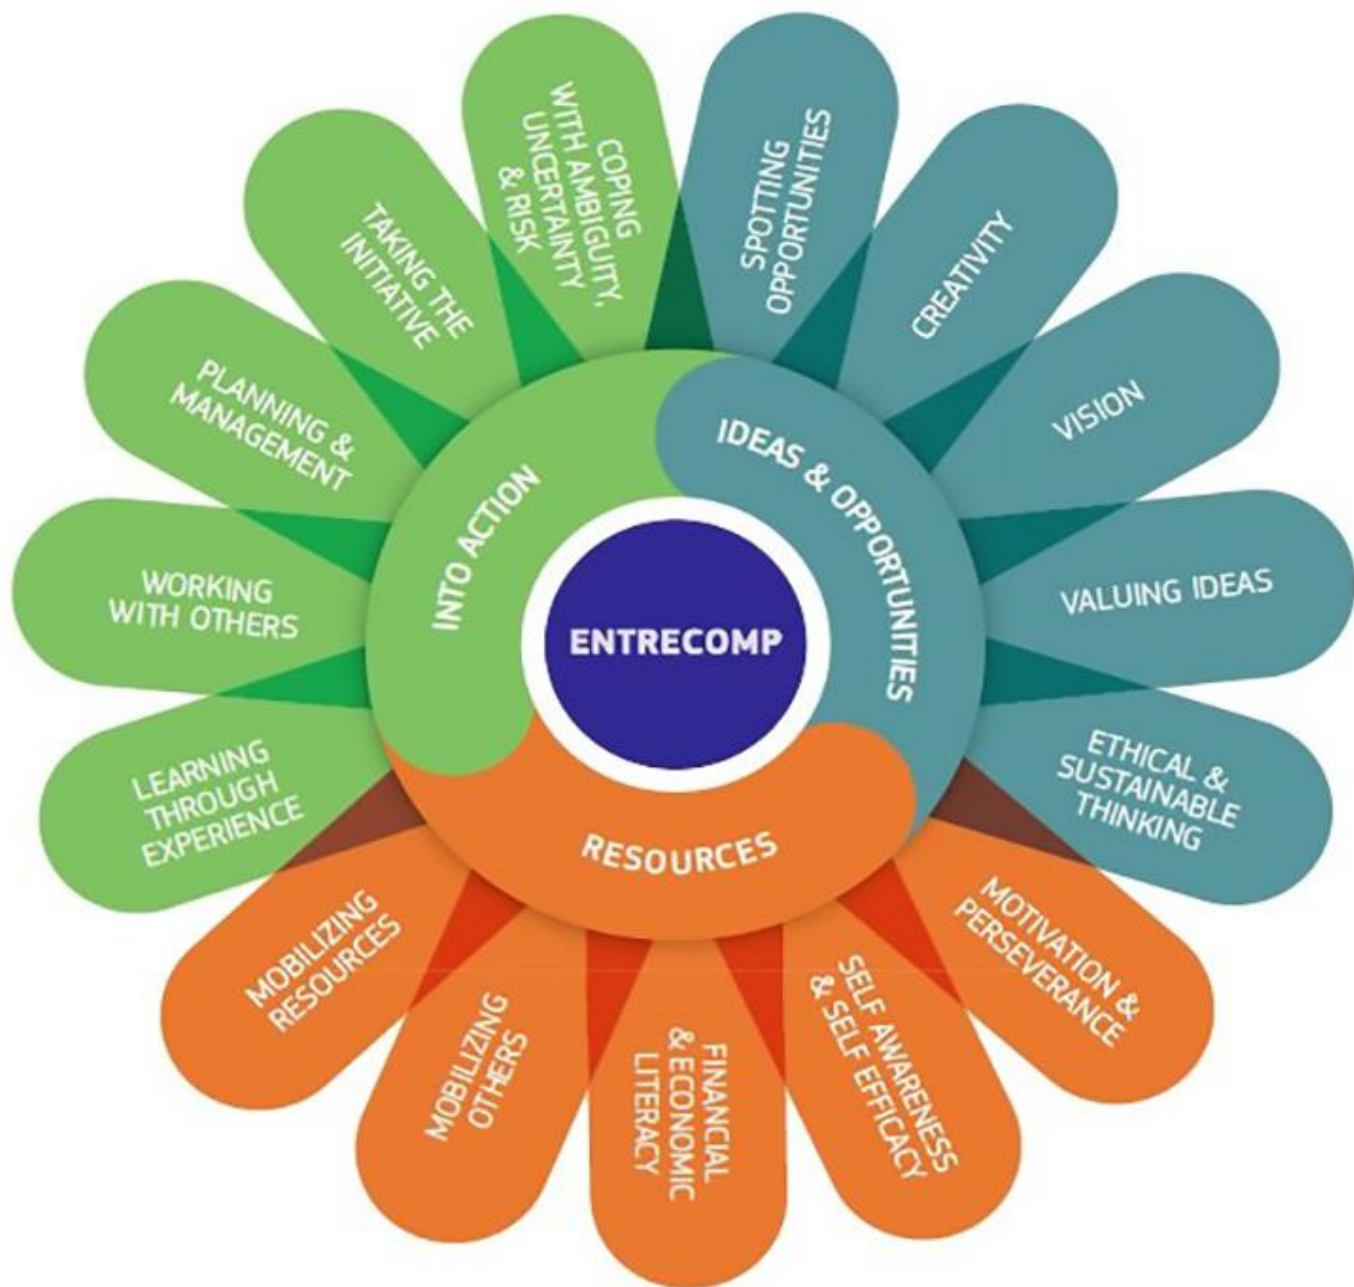 ENTRECOMP
IDEAS & OPPORTUNITIES
SPOTTING
OPPORTUNITIES
CREATIVITY
VISION
VALUING IDEAS
ETHICAL &
SUSTAINABLE
THINKING
RESOURCES
MOTIVATION &
PERSEVERANCE
SELF AWARENESS
& SELF EFFICACY
FINANCIAL
& ECONOMIC
LITERACY
MOBILIZING
OTHERS
MOBILIZING
RESOURCES
INTO ACTION
LEARNING
THROUGH
EXPERIENCE
WORKING
WITH OTHERS
PLANNING &
MANAGEMENT
TAKING THE
INITIATIVE
COPING
WITH AMBIGUITY,
UNCERTAINTY
& RISK